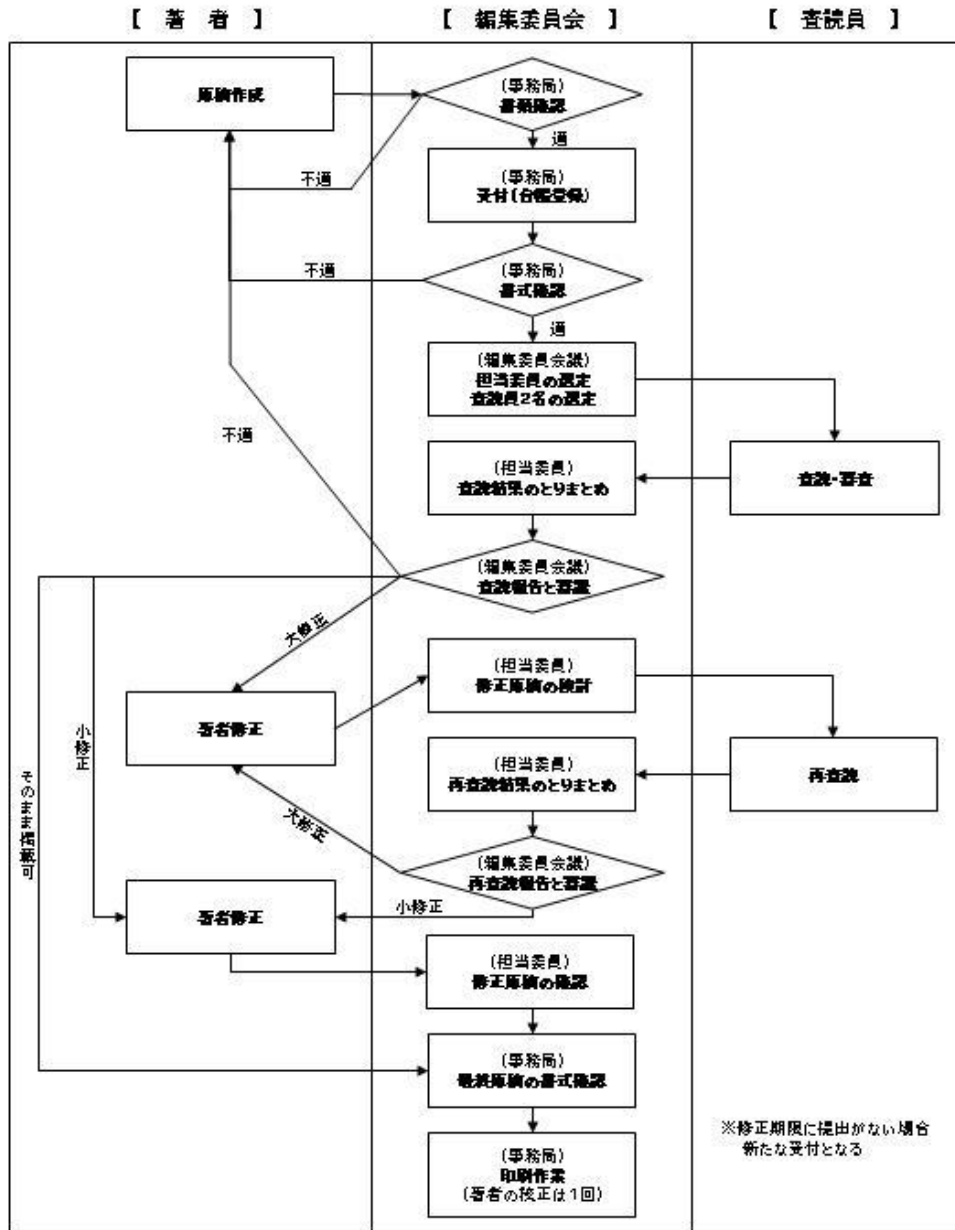 【 著 者 】
【 編集委員会 】
【 査読員 】
原稿作成
(事務局)
書類確認
適
不適
(事務局)
受付(台帳登録)
(事務局)
書式確認
不適
適
(編集委員会議)
担当委員の選定
査読員2名の選定
不適
(担当委員)
査読結果のとりまとめ
査読・審査
(編集委員会議)
査読報告と審議
大修正
(担当委員)
修正原稿の検討
著者修正
小修正
そのまま掲載可
(担当委員)
再査読結果のとりまとめ
再査読
大修正
(編集委員会議)
再査読報告と審議
著者修正
小修正
(担当委員)
修正原稿の確認
(事務局)
最終原稿の書式確認
(事務局)
印刷作業
(著者の校正は1回)
※修正期限に提出がない場合
新たな受付となる